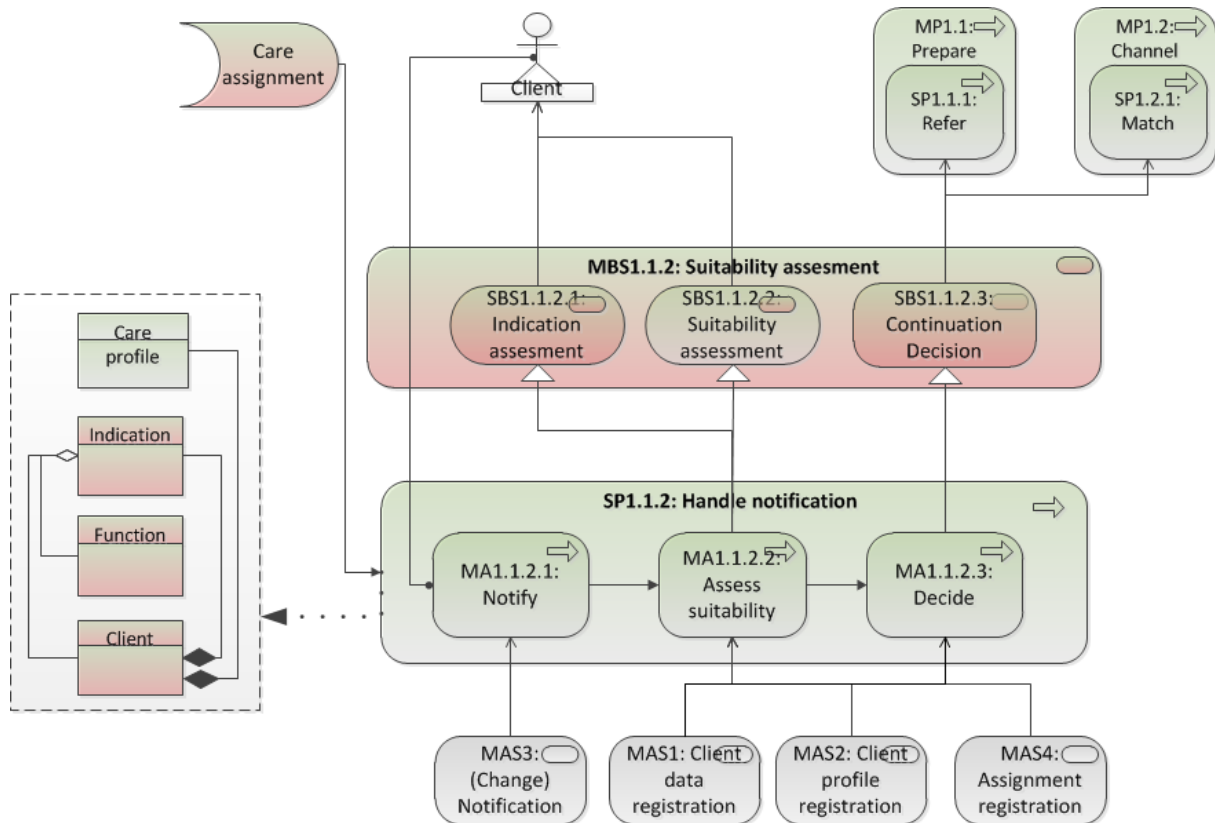 Care
assignment
Client
MP1.1:
Prepare
SP1.1.1:
Refer
MP1.2:
Channel
SP1.2.1:
Match
MBS1.1.2: Suitability assesment
SBS1.1.2.1:
Indication
assesment
SBS1.1.2.2:
Suitability
assessment
SBS1.1.2.3:
Continuation
Decision
Care
profile
Indication
Function
Client
SP1.1.2: Handle notification
MA1.1.2.1:
Notify
MA1.1.2.2:
Assess
suitability
MA1.1.2.3:
Decide
MAS3:
(Change)
Notification
MAS1: Client
data
registration
MAS2: Client
profile
registration
MAS4:
Assignment
registration